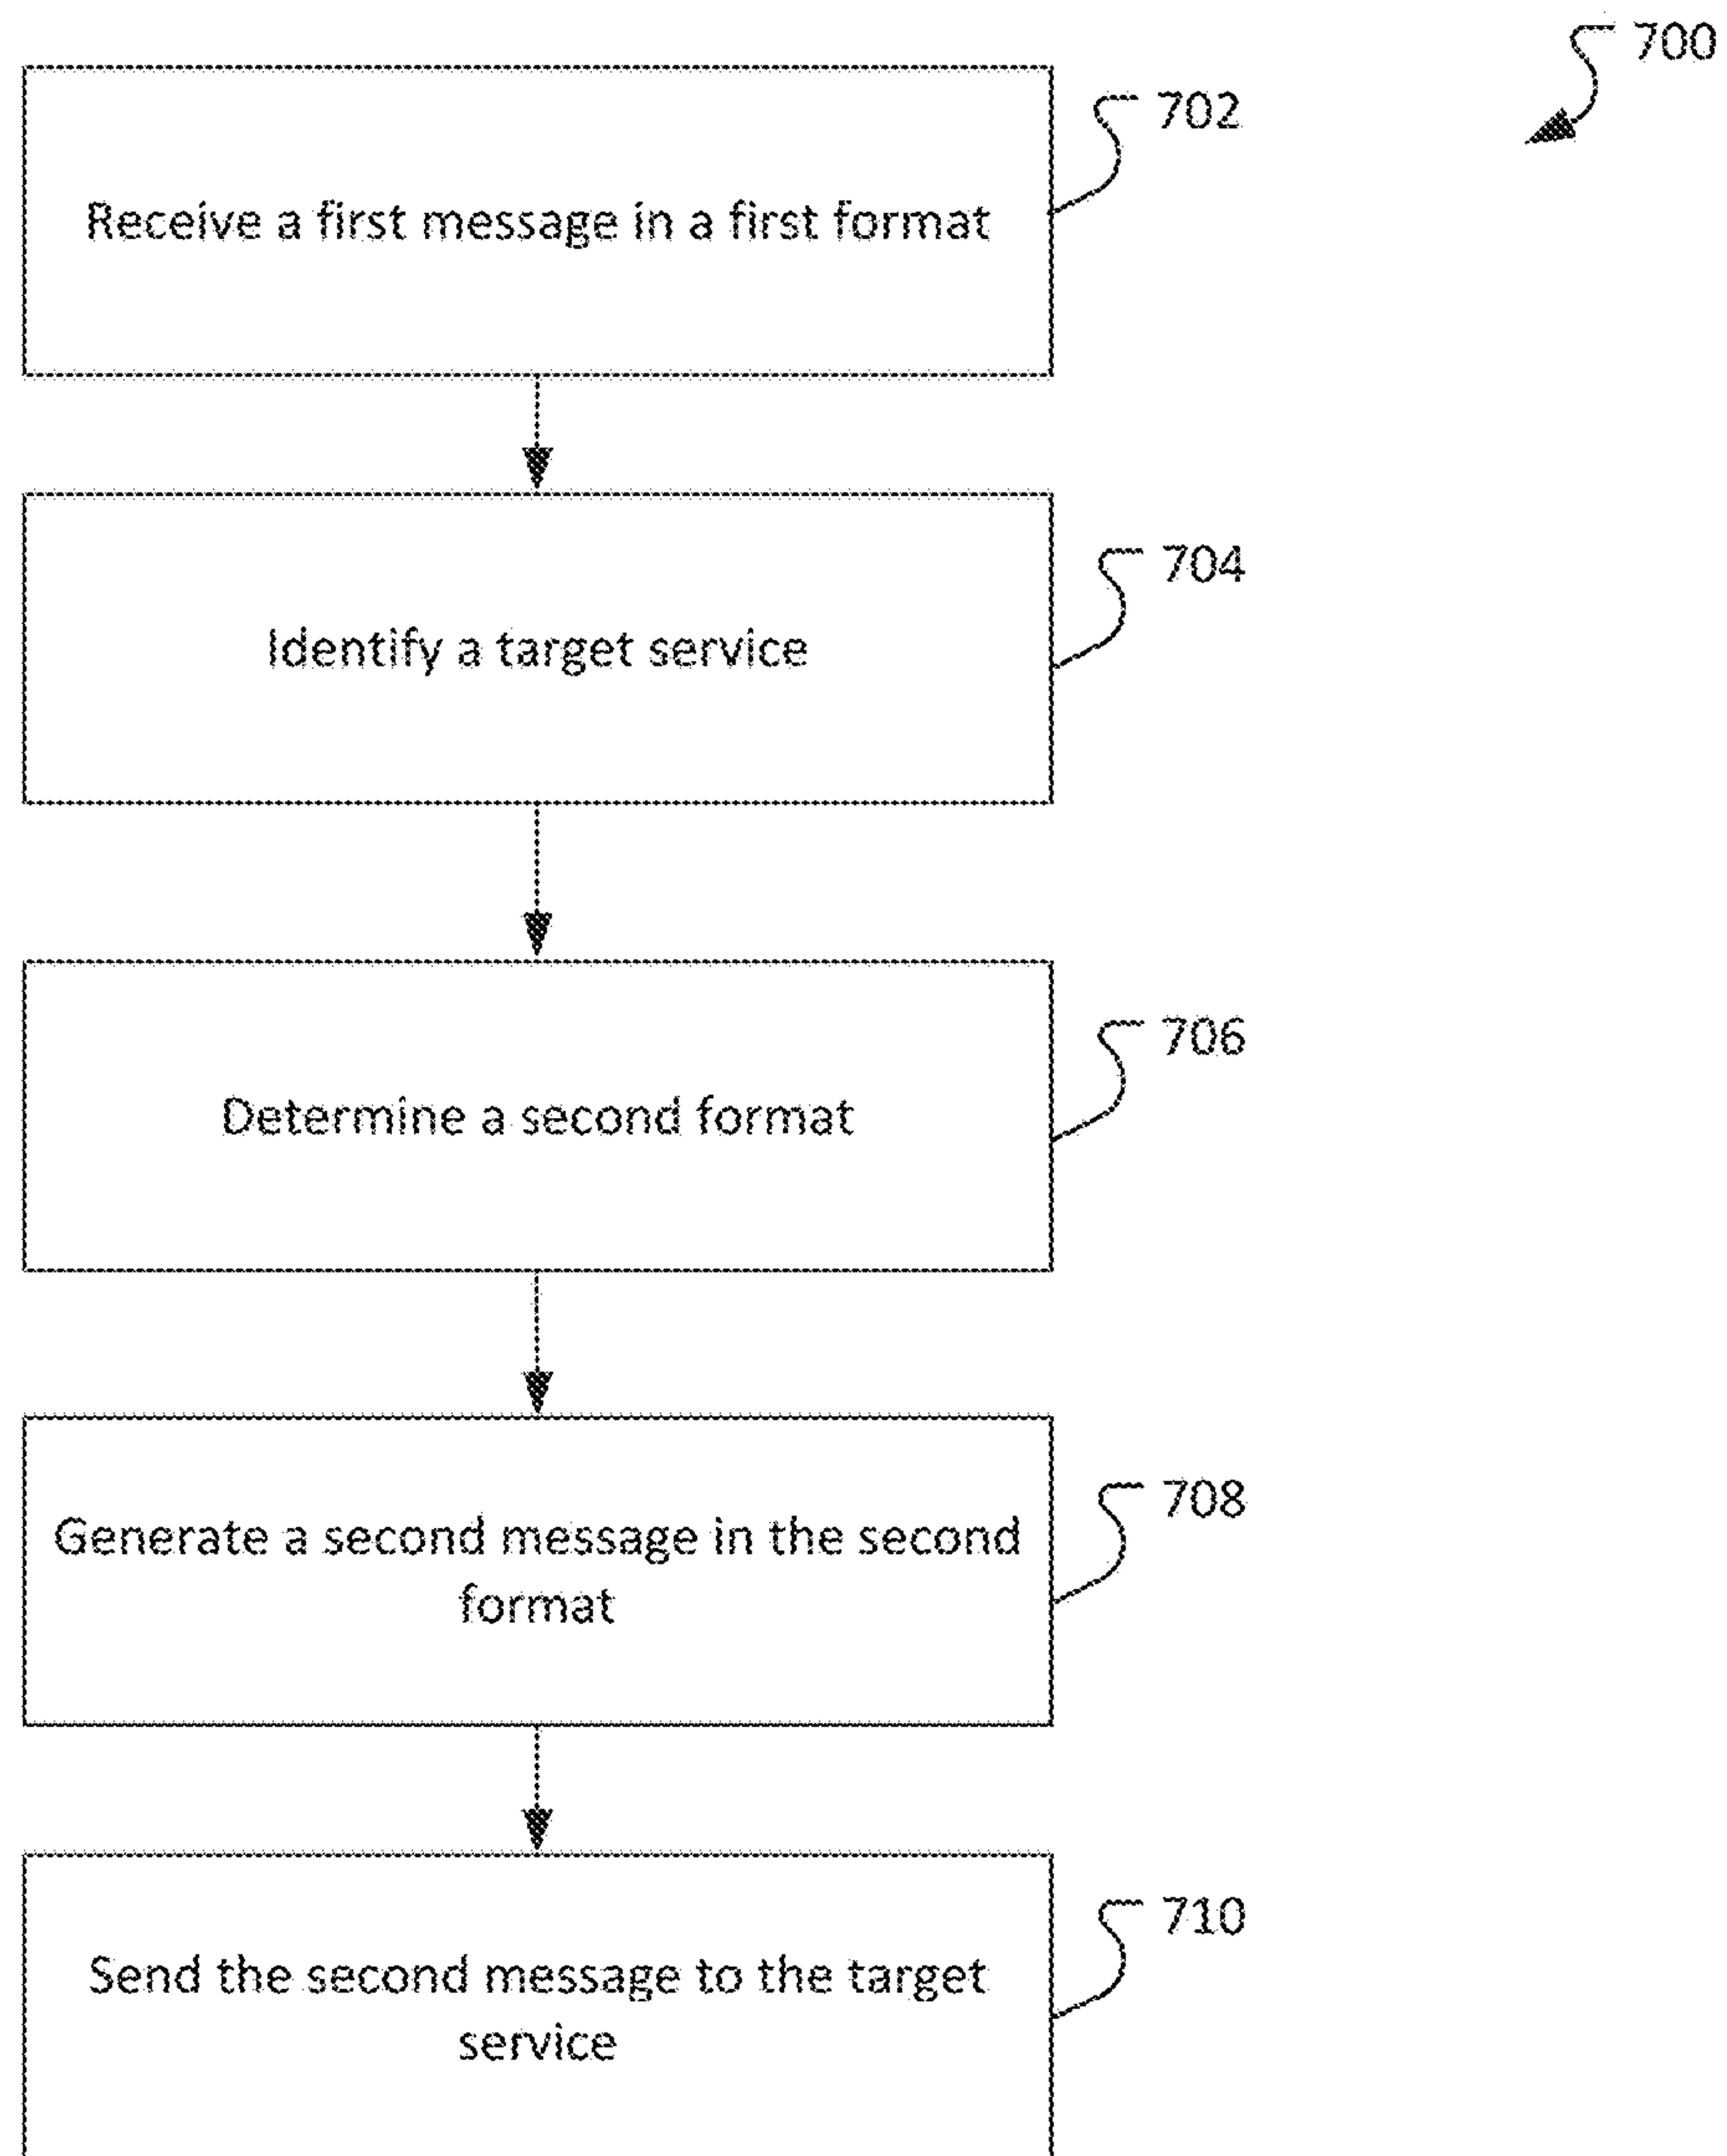 700
702
Receive a first message in a first format
704
Identify a target service
706
Determine a second format
708
Generate a second message in the second
format
710
Send the second message to the target
service